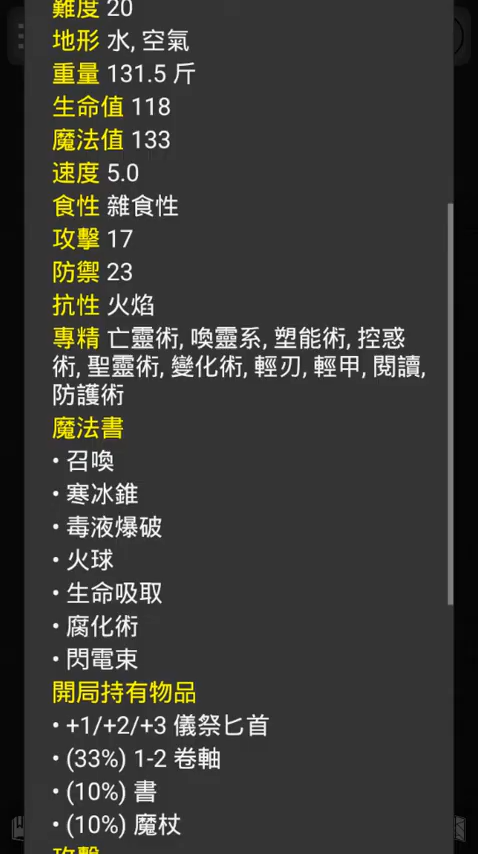 難度 20
地形 水, 空氣
重量 131.5 斤
生命值 118
魔法值 133
速度 5.0
食性 雜食性
攻擊 17
防禦 23
抗性 火焰
專精 亡靈術, 喚靈系, 塑能術, 控惑
術, 聖靈術, 變化術, 輕刃, 輕甲, 閱讀,
防護術
魔法書
• 召喚
• 寒冰錐
• 毒液爆破
• 火球
• 生命吸取
• 腐化術
• 閃電束
開局持有物品
• +1/+2/+3 儀祭匕首
• (33%) 1-2 卷軸
• (10%) 書
• (10%) 魔杖
攻擊